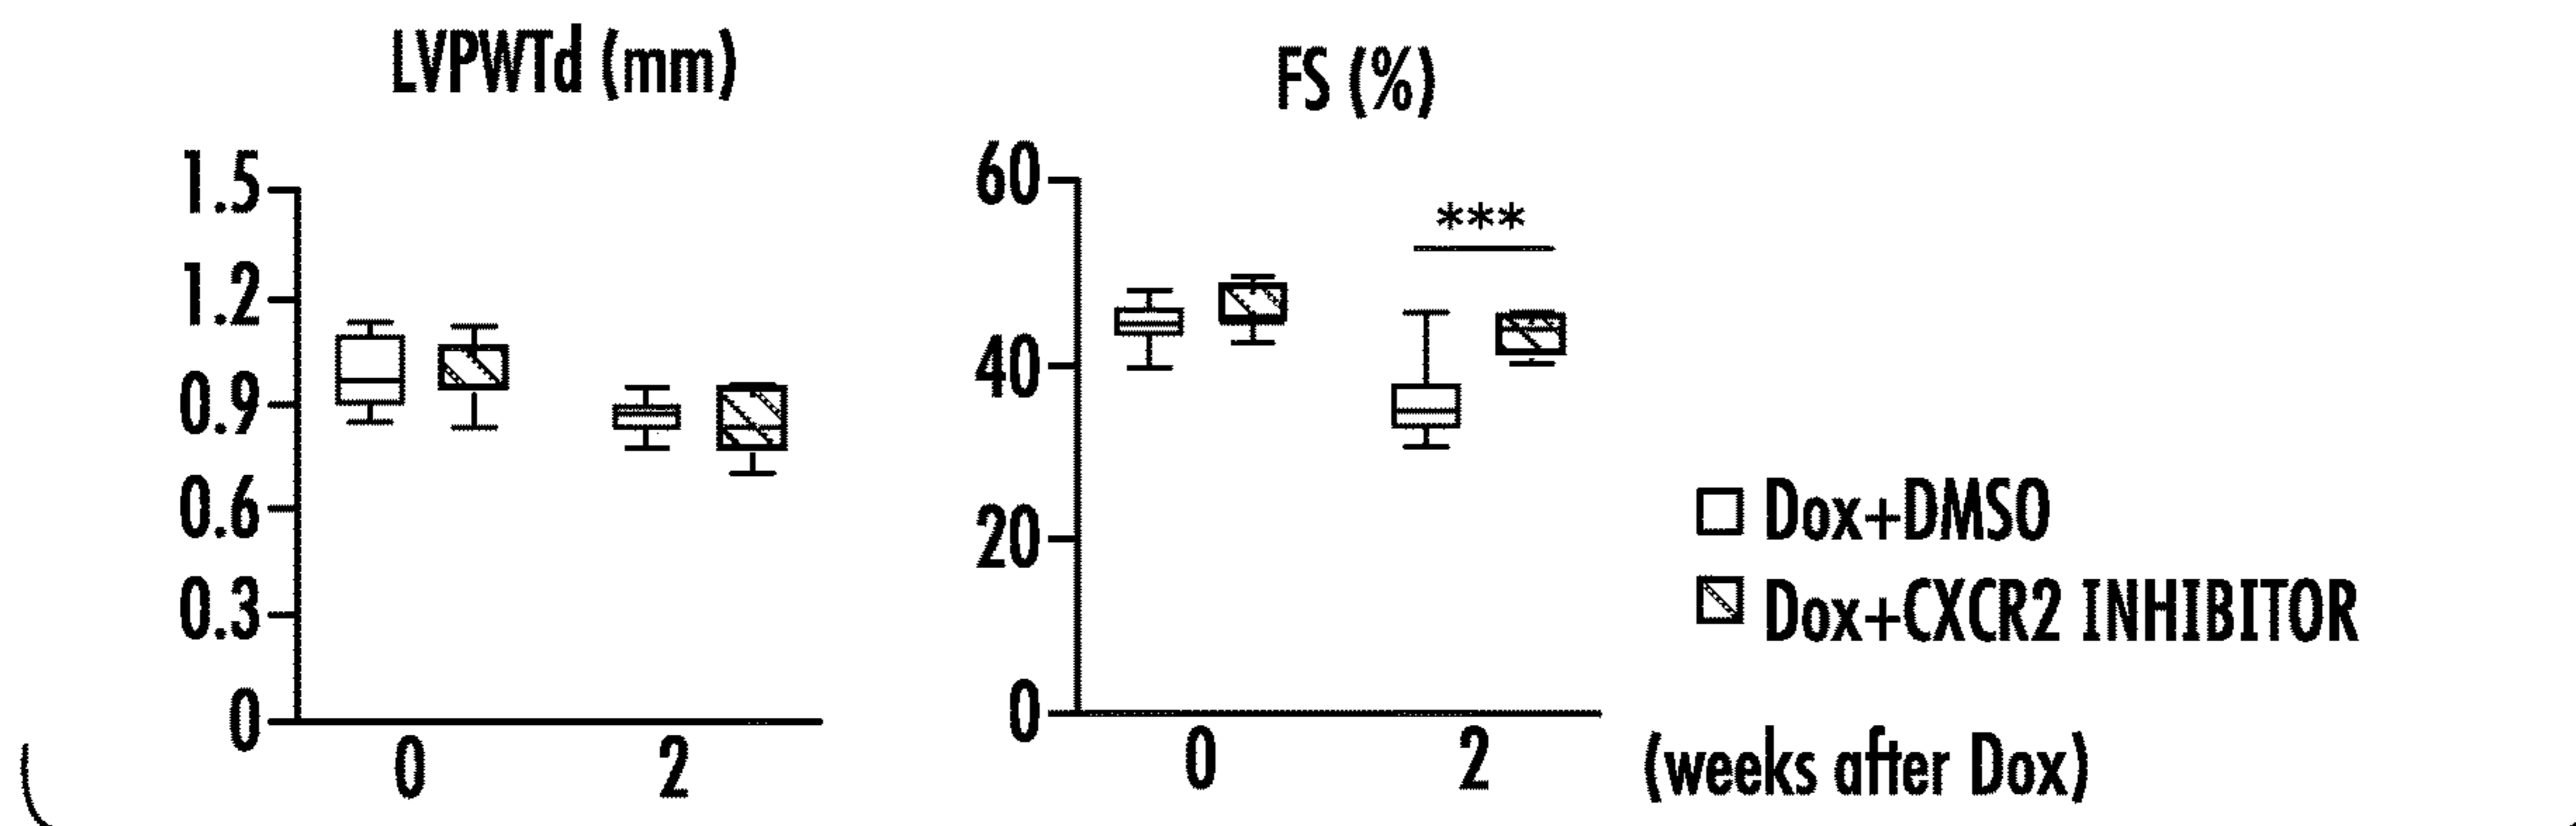 LVPWTd (mm)
1.5
1.2
0.9
0.6
0.3
0
0 2
FS (%)
60
40
20
0
***
0 2 (weeks after Dox)
Dox+DMSO
Dox+CXCR2 INHIBITOR